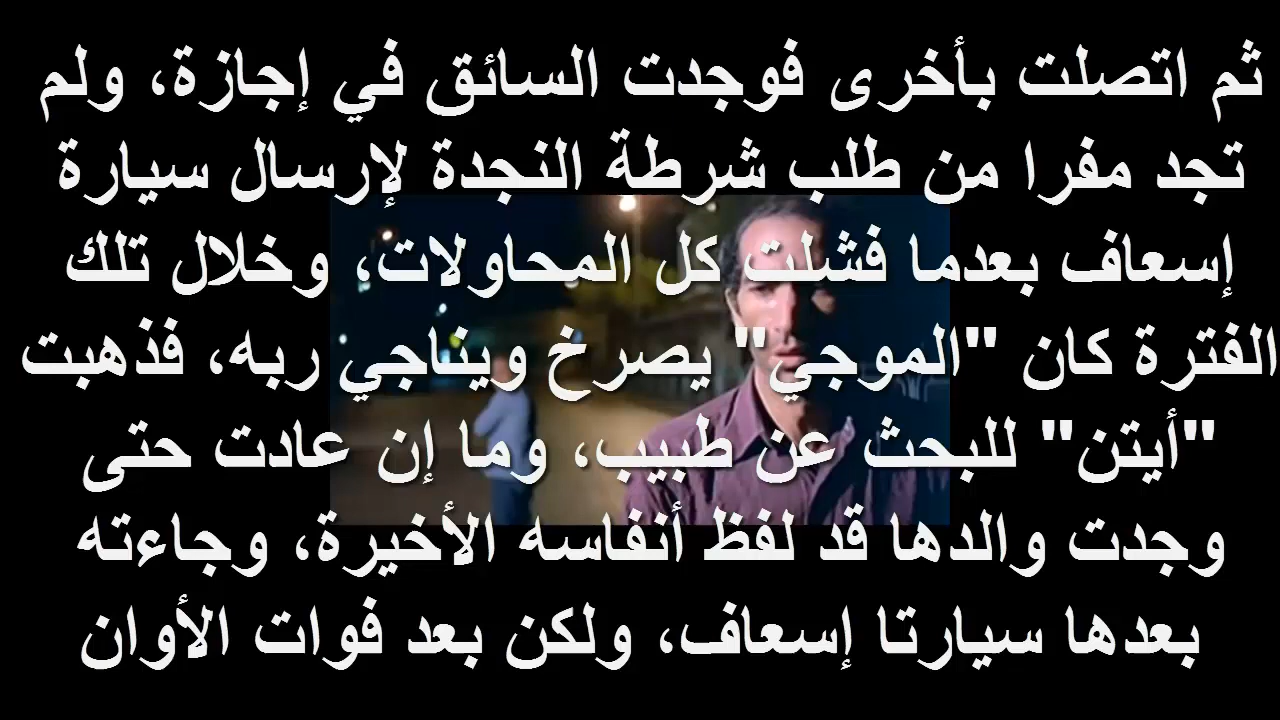 ثم اتصلت بأخرى فوجدت السائق في إجازة، ولم
تجد مفرا من طلب شرطة النجدة لإرسال سيارة
إسعاف بعدما فشلت كل المحاولات، وخلال تلك
الفترة كان "الموجي" يصرخ ويناجي ربه، فذهبت
"أيتن" للبحث عن طبيب، وما إن عادت حتى
وجدت والدها قد لفظ أنفاسه الأخيرة، وجاءته
بعدها سيارتا إسعاف، ولكن بعد فوات الأوان